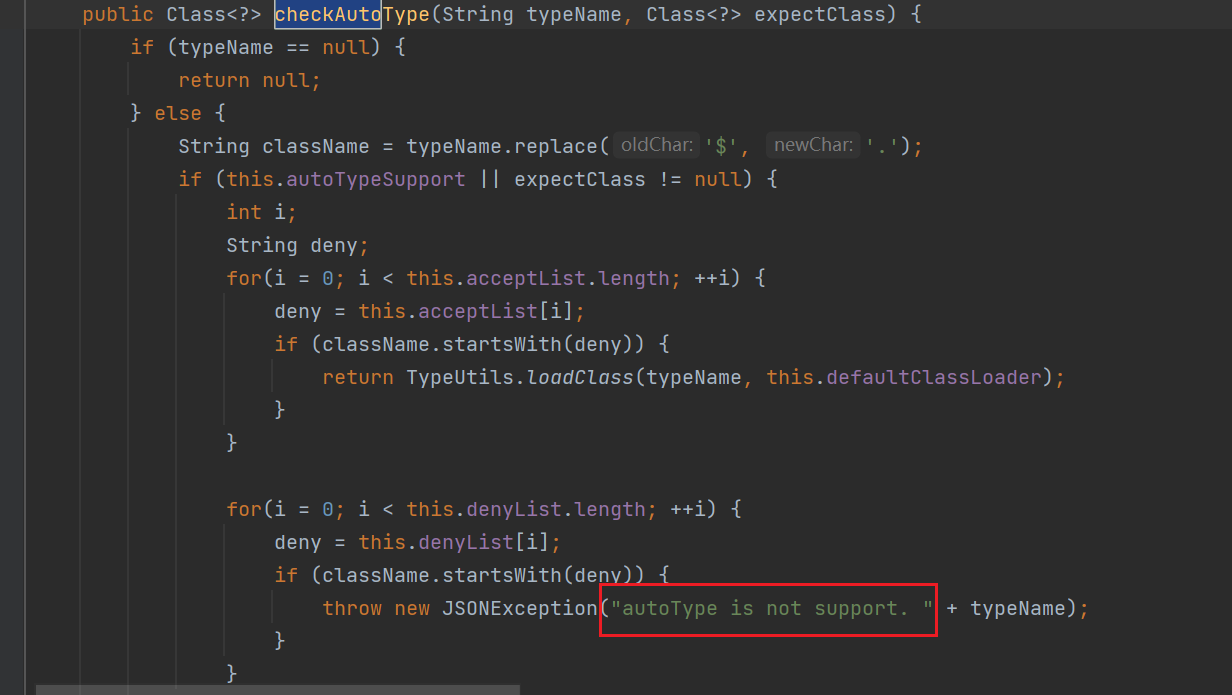 public Class<?> checkAutoType(String typeName, Class<?> expectClass) {
if (typeName == null) {
return null;
} else {
String className = typeName.replace( oldChar: '$', newChar: '.');
if (this.autoTypeSupport || expectClass != null) {
int i;
String deny;
for(i = 0; i < this.acceptList.length; ++i) {
deny = this.acceptList[i];
if (className.startsWith(deny)) {
return TypeUtils.loadClass(typeName, this.defaultClassLoader);
}
}
for(i = 0; i < this.denyList.length; ++i) {
deny = this.denyList[i];
if (className.startsWith(deny)) {
throw new JSONException("autoType is not support. " + typeName);
}
}